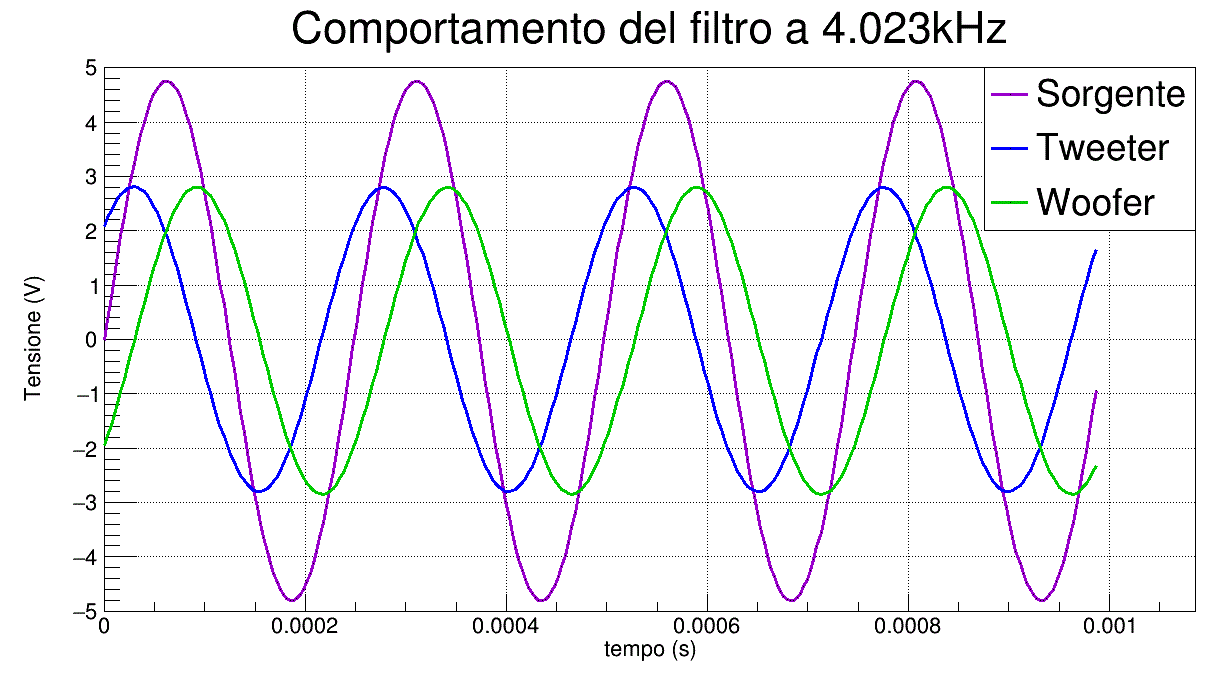 Comportamento del filtro a 4.023kHz
Sorgente
Tweeter
Woofer
Tensione (V)
5
4
3
2
1
0
−1
−2
−3
−4
−5
0 0.0002 0.0004 0.0006 0.0008 0.001
tempo (s)